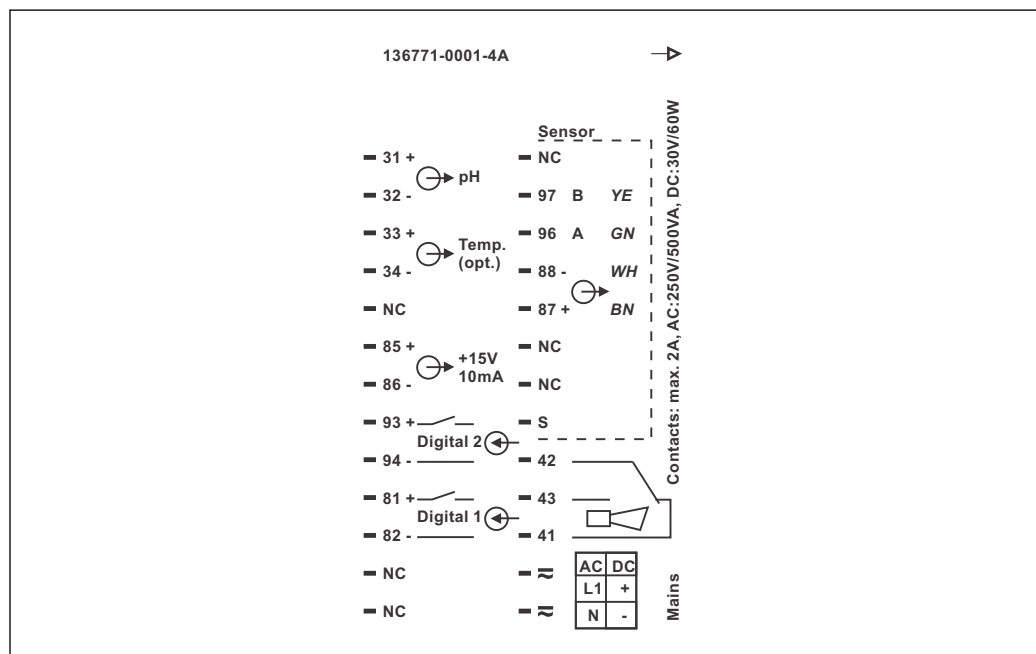 136771-0001-4A
Sensor
31 +
pH
32 -
33 +
Temp.
(opt.)
34 -
NC
85 +
+15V
10mA
86 -
93 +
Digital 2
94 -
81 +
Digital 1
82 -
NC
NC
NC
97 B YE
96 A GN
88 - WH
87 + BN
NC
NC
S
42
43
41
AC DC
L1 +
N -
Contacts: max. 2A, AC:250V/500VA, DC:30V/60W
Mains